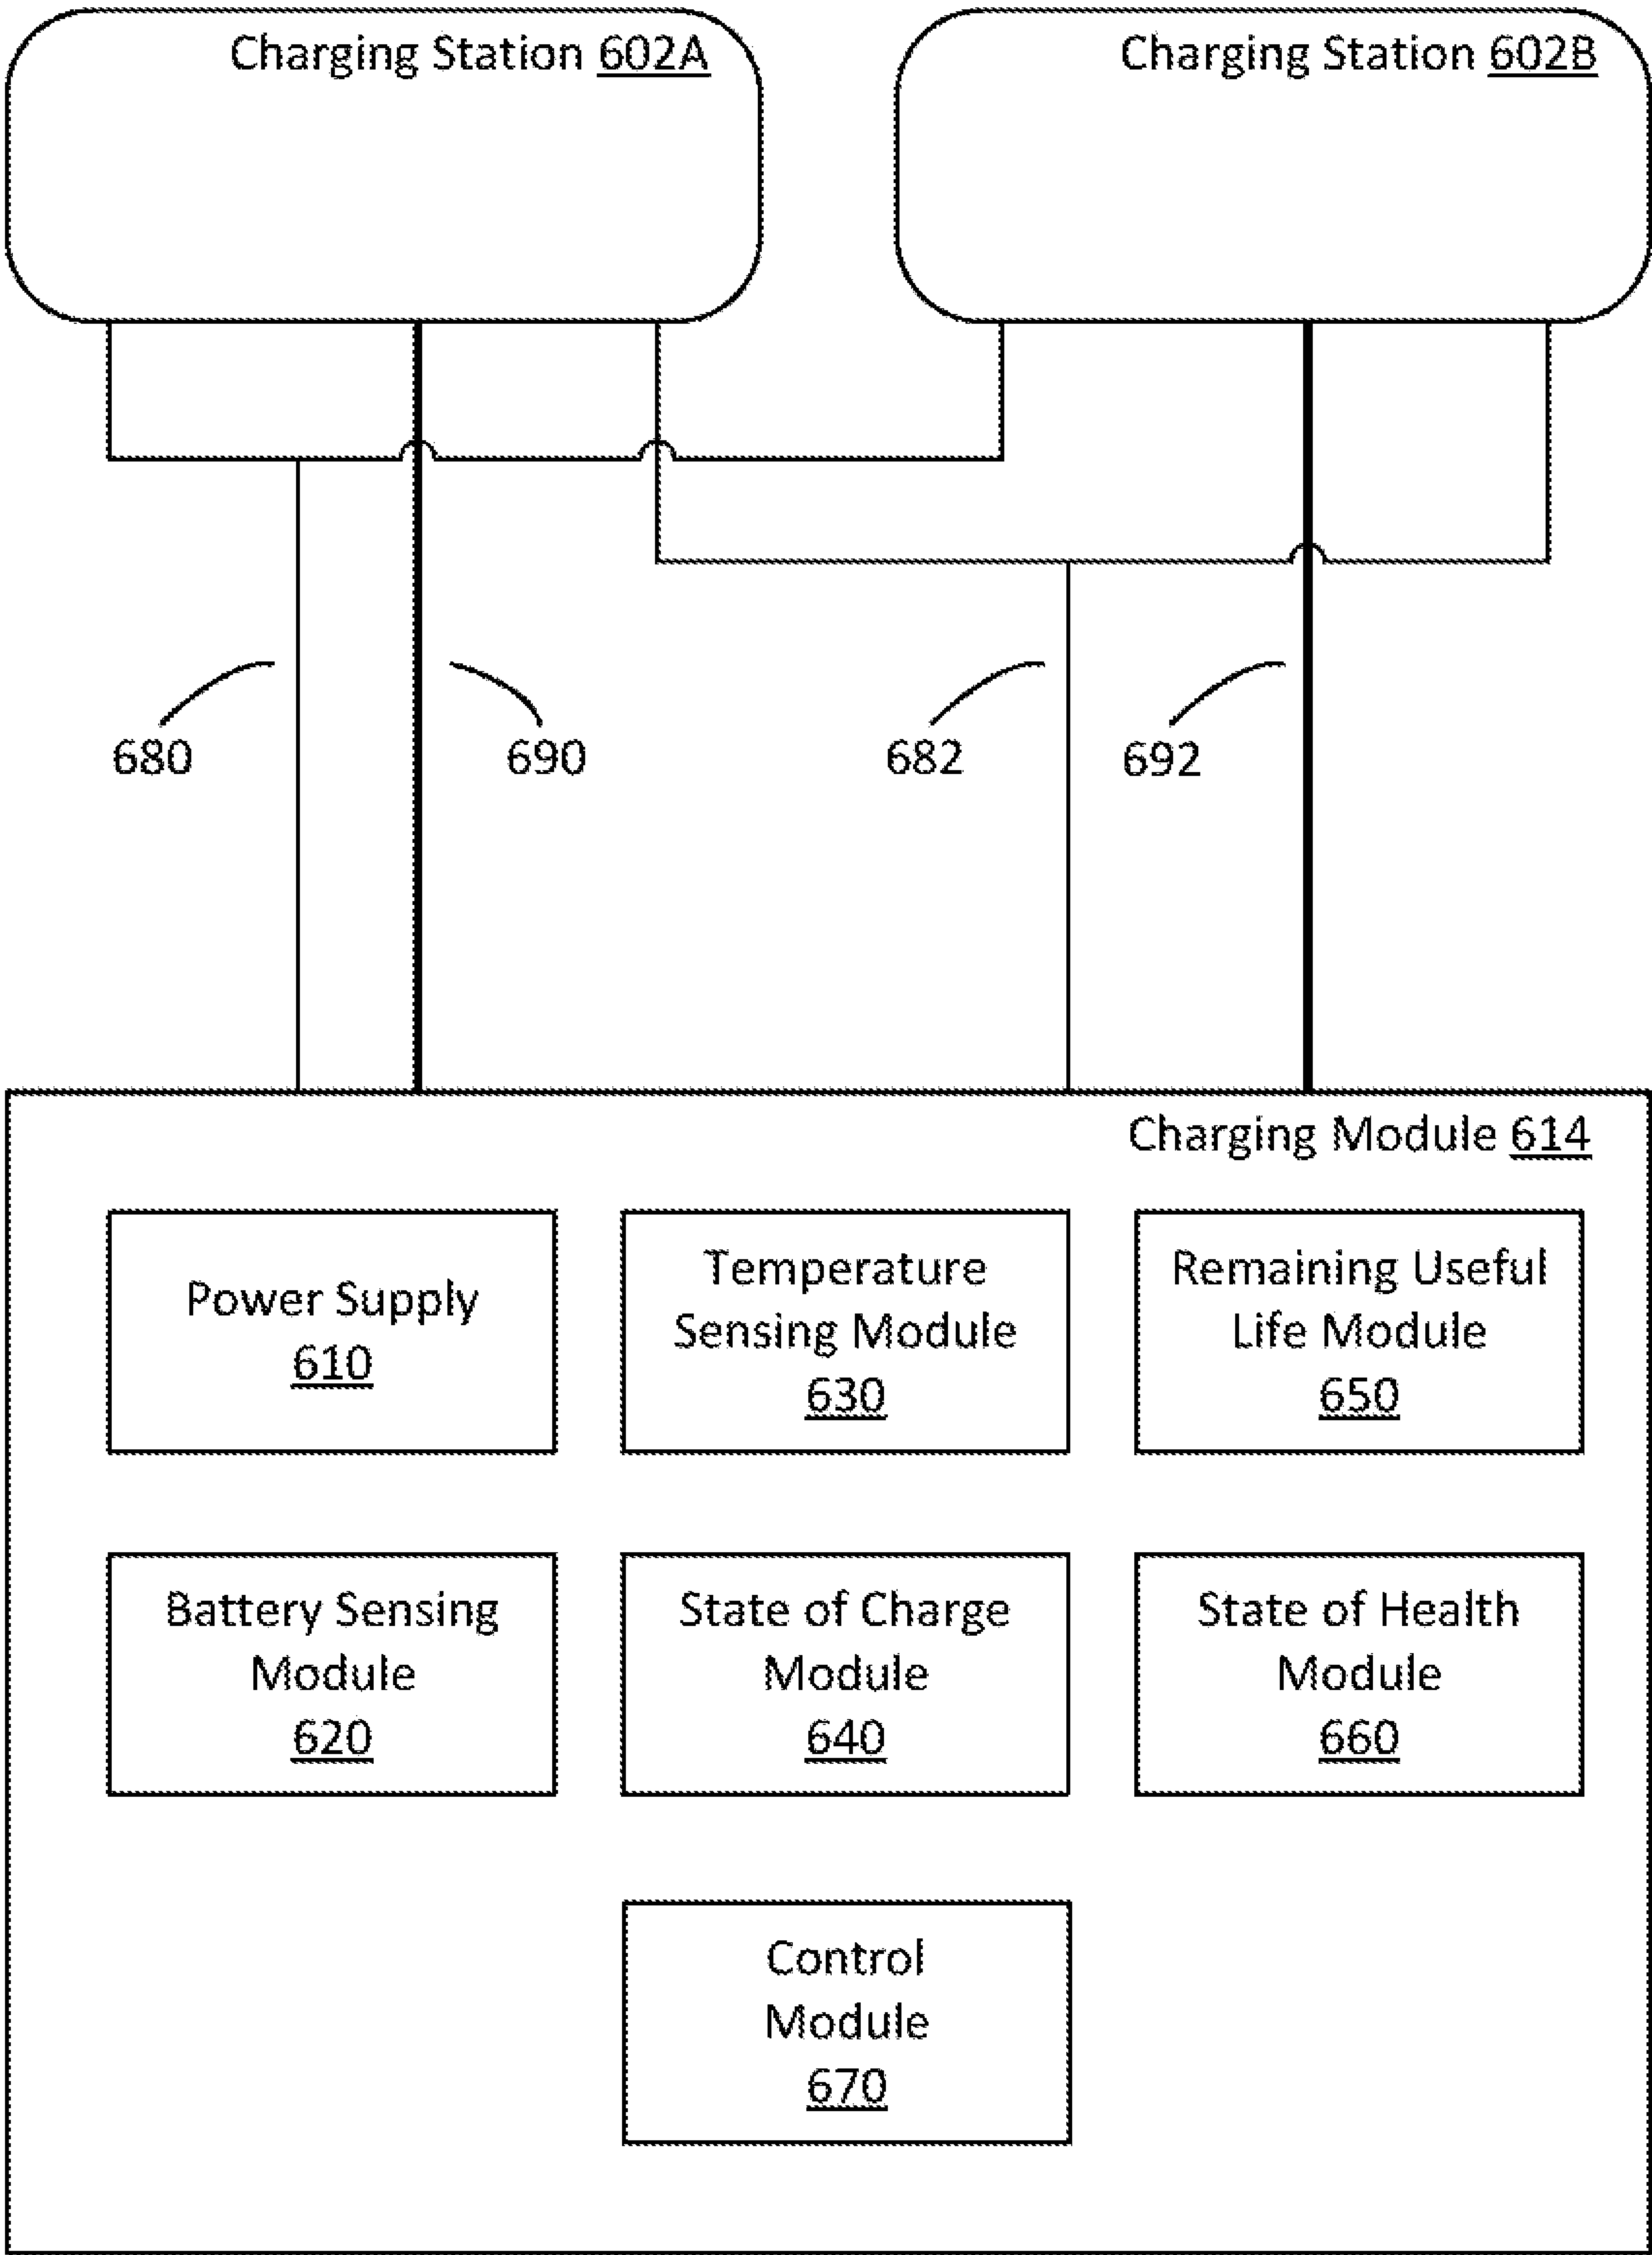 Charging Station 602A
Charging Station 602B
680
690
682
692
Charging Module 614
Power Supply
610
Temperature
Sensing Module
630
Remaining Useful
Life Module
650
Battery Sensing
Module
620
State of Charge
Module
640
State of Health
Module
660
Control
Module
670